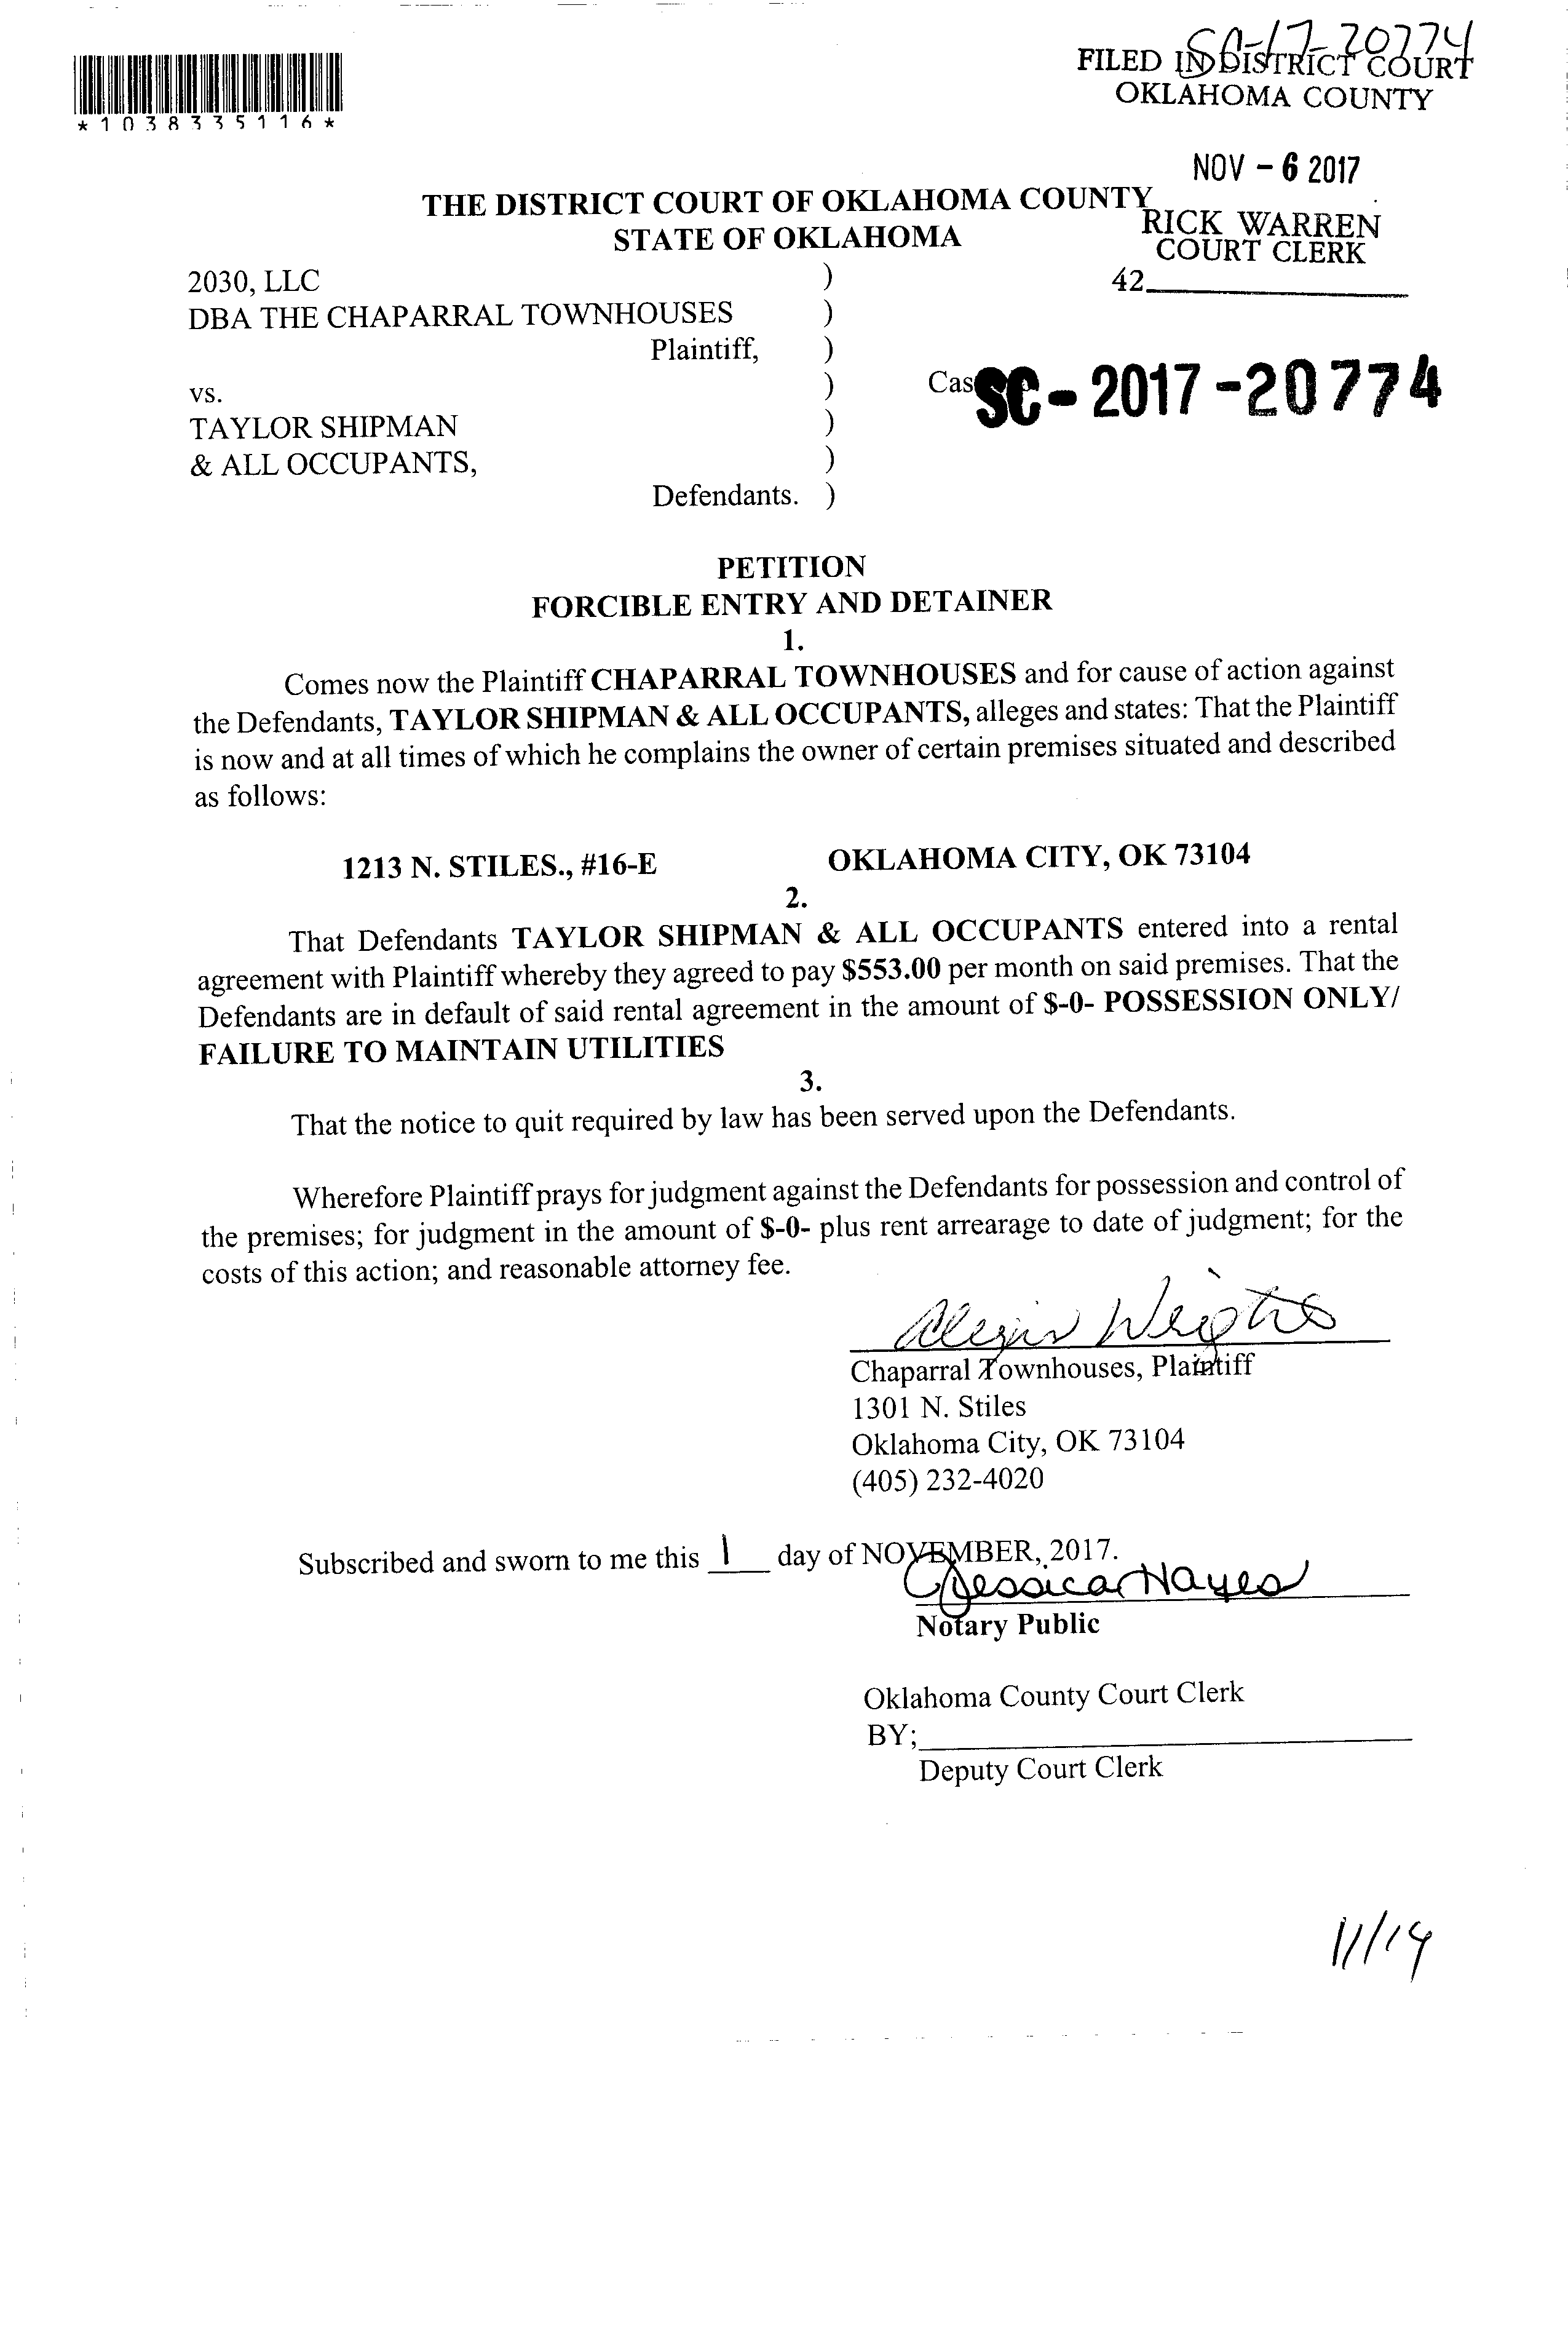 SC-17-20774
FILED IN DISTRICT COURT
OKLAHOMA COUNTY
*1038335116*
NOV - 6 2017
THE DISTRICT COURT OF OKLAHOMA COUNTY
STATE OF OKLAHOMA
RICK WARREN
COURT CLERK
42
2030, LLC )
DBA THE CHAPARRAL TOWNHOUSES )
Plaintiff, )
vs. )
TAYLOR SHIPMAN )
& ALL OCCUPANTS, )
Defendants. )
Cas SC - 2017 - 20774
PETITION
FORCIBLE ENTRY AND DETAINER
1.
Comes now the Plaintiff CHAPARRAL TOWNHOUSES and for cause of action against
the Defendants, TAYLOR SHIPMAN & ALL OCCUPANTS, alleges and states: That the Plaintiff
is now and at all times of which he complains the owner of certain premises situated and described
as follows:
1213 N. STILES., #16-E OKLAHOMA CITY, OK 73104
2.
That Defendants TAYLOR SHIPMAN & ALL OCCUPANTS entered into a rental
agreement with Plaintiff whereby they agreed to pay $553.00 per month on said premises. That the
Defendants are in default of said rental agreement in the amount of $-0- POSSESSION ONLY/
FAILURE TO MAINTAIN UTILITIES
3.
That the notice to quit required by law has been served upon the Defendants.
Wherefore Plaintiff prays for judgment against the Defendants for possession and control of
the premises; for judgment in the amount of $-0- plus rent arrearage to date of judgment; for the
costs of this action; and reasonable attorney fee.
Chaparral Townhouses, Plaintiff
1301 N. Stiles
Oklahoma City, OK 73104
(405) 232-4020
Subscribed and sworn to me this 1 day of NOVEMBER, 2017.
Jessica Hayes
Notary Public
Oklahoma County Court Clerk
BY;
Deputy Court Clerk
11/14